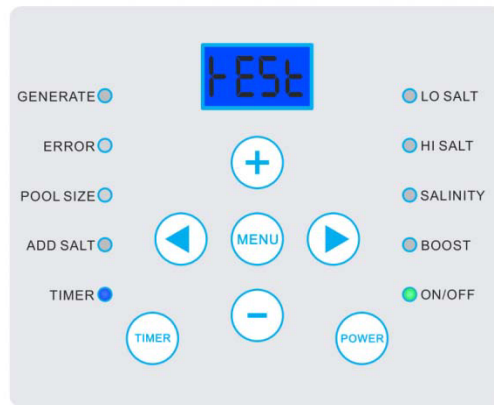 tESt
GENERATE
LO SALT
ERROR
HI SALT
+
POOL SIZE
SALINITY
ADD SALT
MENU
BOOST
TIMER
ON/OFF
−
TIMER
POWER